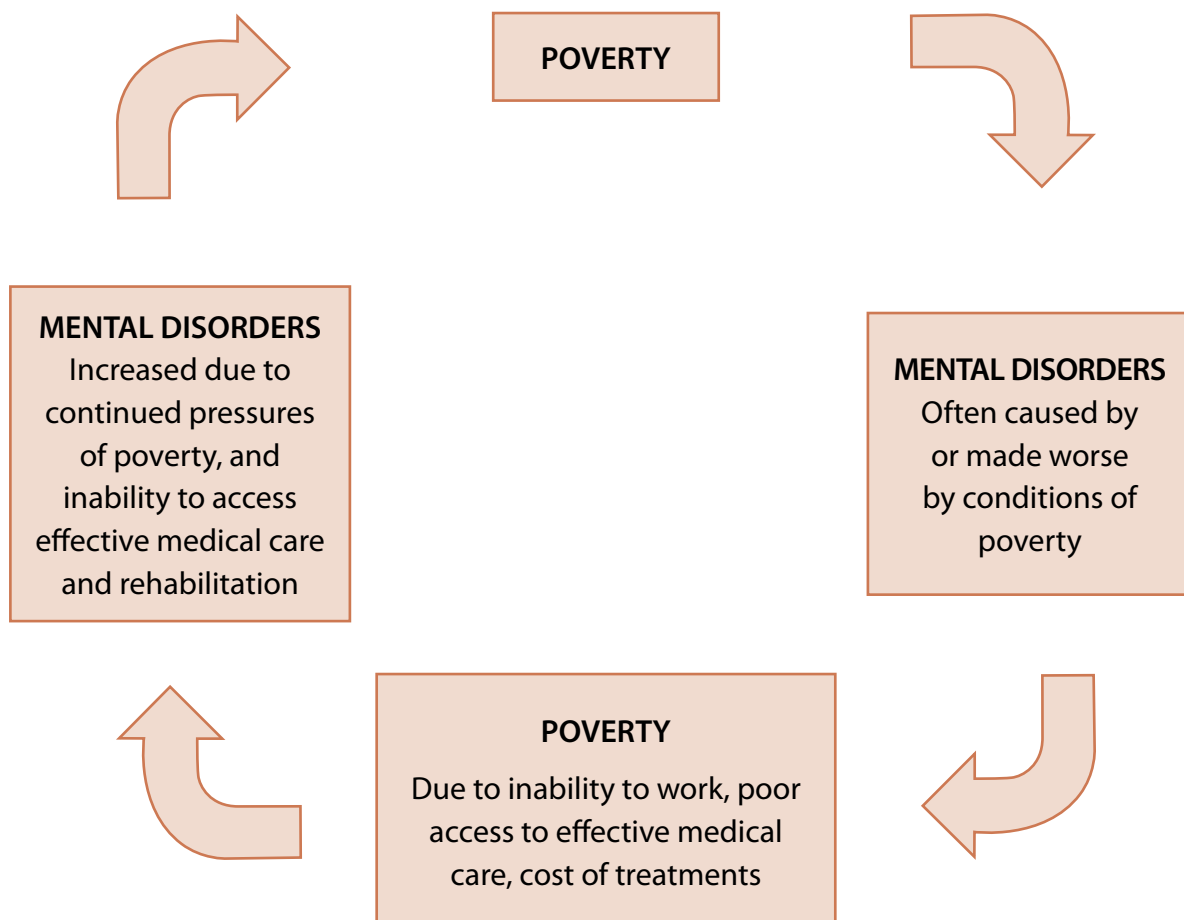 POVERTY
MENTAL DISORDERS
Often caused by
or made worse
by conditions of
poverty
POVERTY
Due to inability to work, poor
access to effective medical
care, cost of treatments
MENTAL DISORDERS
Increased due to
continued pressures
of poverty, and
inability to access
effective medical care
and rehabilitation